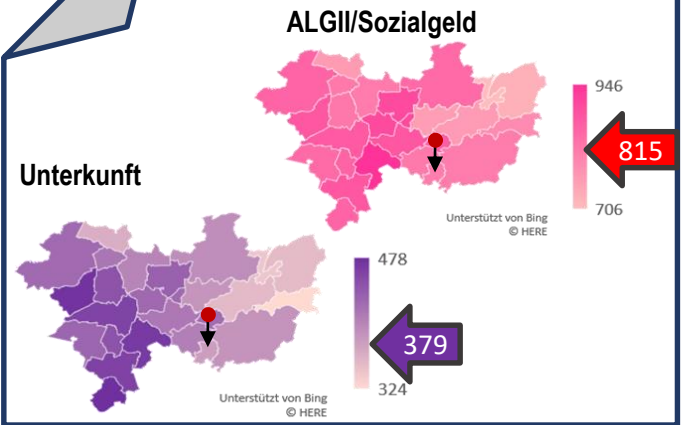 ALGII/Sozialgeld
946
815
706
Unterstützt von Bing
© HERE
Unterkunft
478
379
324
Unterstützt von Bing
© HERE